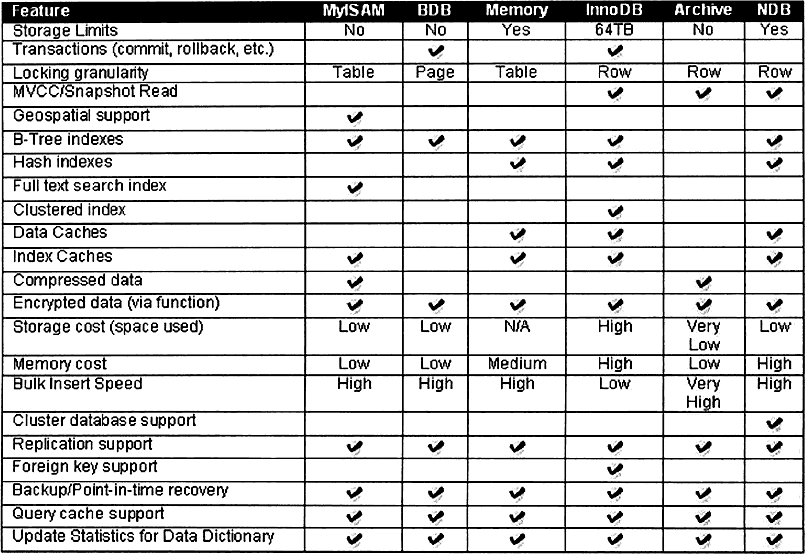 Feature MyISAM BDB Memory InnoDB Archive NDB
Storage Limits No No Yes 64TB No Yes
Transactions (commit, rollback, etc.) ✔ ✔
Locking granularity Table Page Table Row Row Row
MVCC/Snapshot Read ✔ ✔ ✔
Geospatial support ✔
B-Tree indexes ✔ ✔ ✔ ✔ ✔
Hash indexes ✔ ✔ ✔
Full text search index ✔
Clustered index ✔
Data Caches ✔ ✔ ✔
Index Caches ✔ ✔ ✔ ✔
Compressed data ✔ ✔
Encrypted data (via function) ✔ ✔ ✔ ✔ ✔ ✔
Storage cost (space used) Low Low N/A High Very Low
Low
Memory cost Low Low Medium High Low High
Bulk Insert Speed High High High Low Very High
High
Cluster database support ✔
Replication support ✔ ✔ ✔ ✔ ✔ ✔
Foreign key support ✔
Backup/Point-in-time recovery ✔ ✔ ✔ ✔ ✔ ✔
Query cache support ✔ ✔ ✔ ✔ ✔ ✔
Update Statistics for Data Dictionary ✔ ✔ ✔ ✔ ✔ ✔